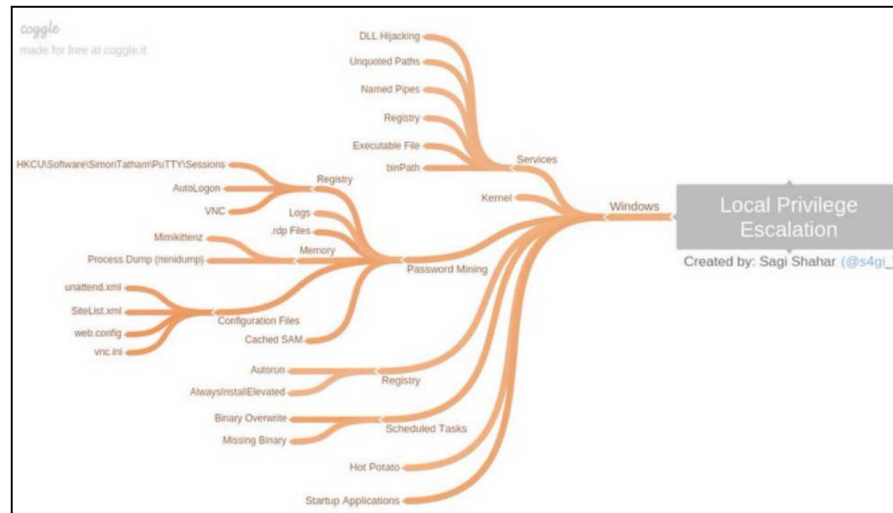 coggle
made for free at coggle.it
DLL Hijacking
Unquoted Paths
Named Pipes
Registry
Executable File
binPath
Services
HKCU\Software\SimonTatham\PuTTY\Sessions
AutoLogon
VNC
Registry
Kernel
Windows
Local Privilege
Escalation
Created by: Sagi Shahar (@s4gi_
Logs
.rdp Files
Mimikittenz
Process Dump (minidump)
Memory
Password Mining
unattend.xml
SiteList.xml
web.config
vnc.ini
Configuration Files
Cached SAM
Autorun
AlwaysInstallElevated
Registry
Binary Overwrite
Missing Binary
Scheduled Tasks
Hot Potato
Startup Applications